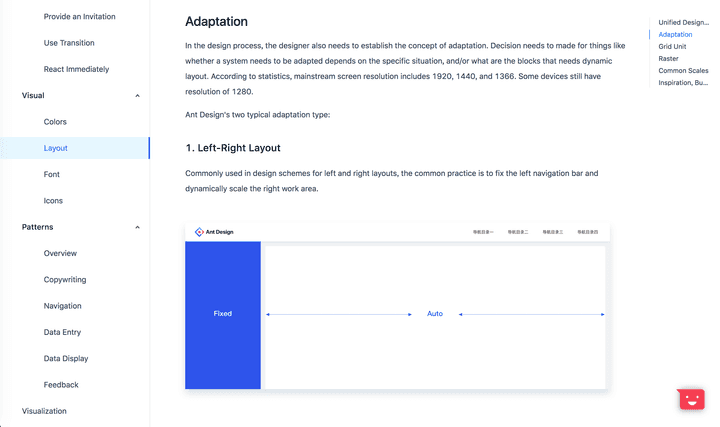 Provide an Invitation
Use Transition
React Immediately
Visual
Colors
Layout
Font
Icons
Patterns
Overview
Copywriting
Navigation
Data Entry
Data Display
Feedback
Visualization
Adaptation
In the design process, the designer also needs to establish the concept of adaptation. Decision needs to made for things like
whether a system needs to be adapted depends on the specific situation, and/or what are the blocks that needs dynamic
layout. According to statistics, mainstream screen resolution includes 1920, 1440, and 1366. Some devices still have
resolution of 1280.
Ant Design's two typical adaptation type:
1. Left-Right Layout
Commonly used in design schemes for left and right layouts, the common practice is to fix the left navigation bar and
dynamically scale the right work area.
Ant Design
导航目录一
导航目录二
导航目录三
导航目录四
Fixed
Auto
Unified Design...
Adaptation
Grid Unit
Raster
Common Scales
Inspiration, Bu...